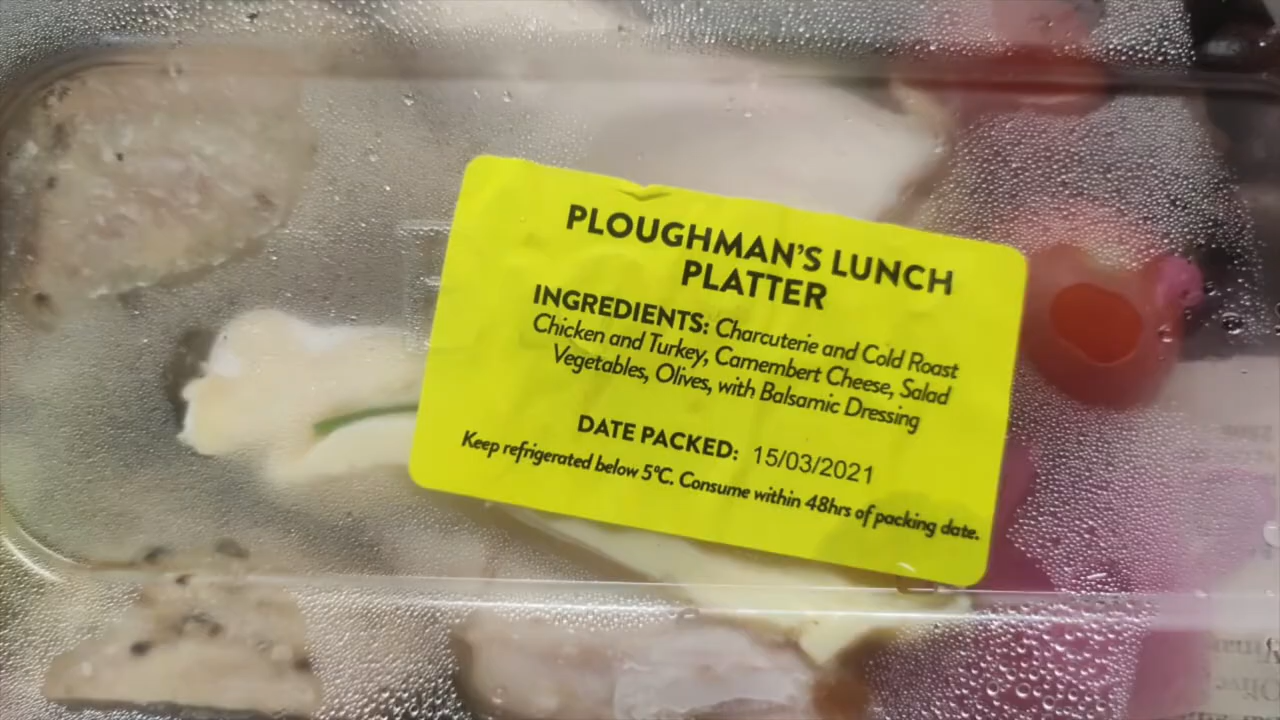 PLOUGHMAN'S LUNCH
PLATTER
INGREDIENTS: Charcuterie and Cold Roast
Chicken and Turkey, Camembert Cheese, Salad
Vegetables, Olives, with Balsamic Dressing
DATE PACKED: 15/03/2021
Keep refrigerated below 5°C. Consume within 48hrs of packing date.